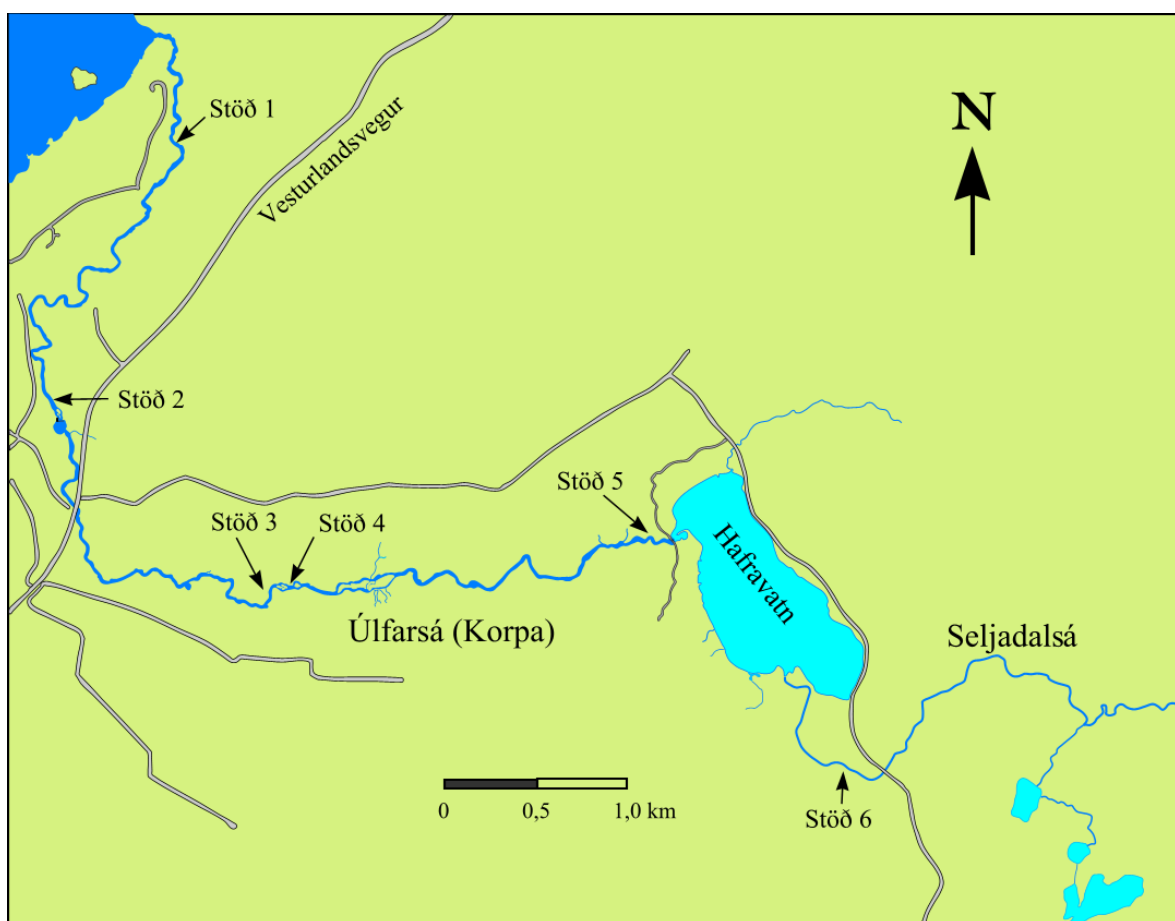 Stöð 1
N
Vesturlandsvegur
Stöð 2
Stöð 5
Stöð 3
Stöð 4
Hafravatn
Úlfarsá (Korpa)
Seljadalsá
0
0,5
1,0 km
Stöð 6